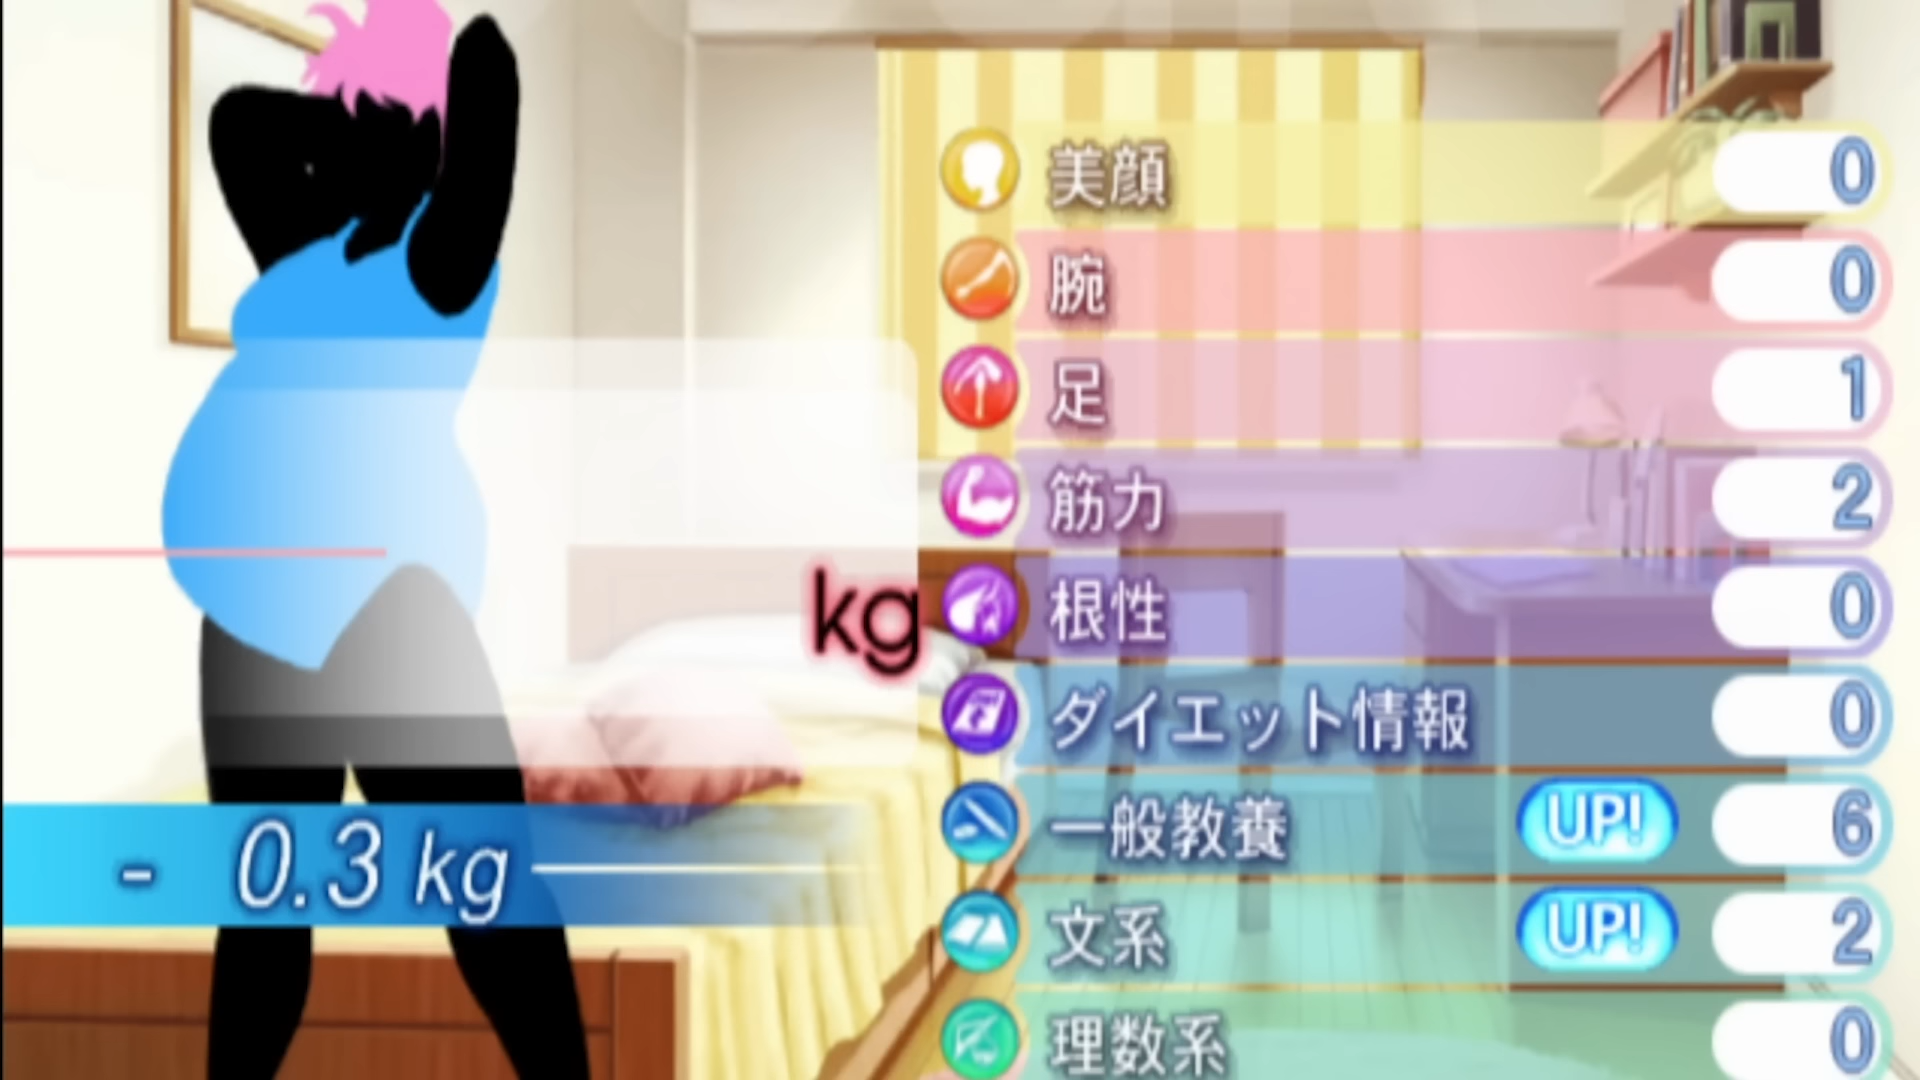 美顔 0
腕 0
足 1
筋力 2
kg
根性 0
ダイエット情報 0
一般教養 UP! 6
- 0.3 kg
文系 UP! 2
理数系 0